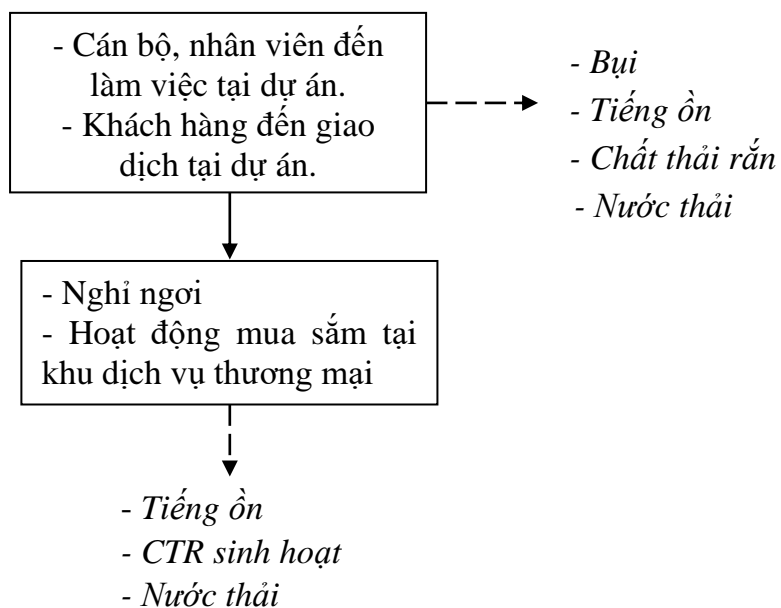 - Cán bộ, nhân viên đến
làm việc tại dự án.
- Khách hàng đến giao
dịch tại dự án.
- Bụi
- Tiếng ồn
- Chất thải rắn
- Nước thải
- Nghỉ ngơi
- Hoạt động mua sắm tại
khu dịch vụ thương mại
- Tiếng ồn
- CTR sinh hoạt
- Nước thải